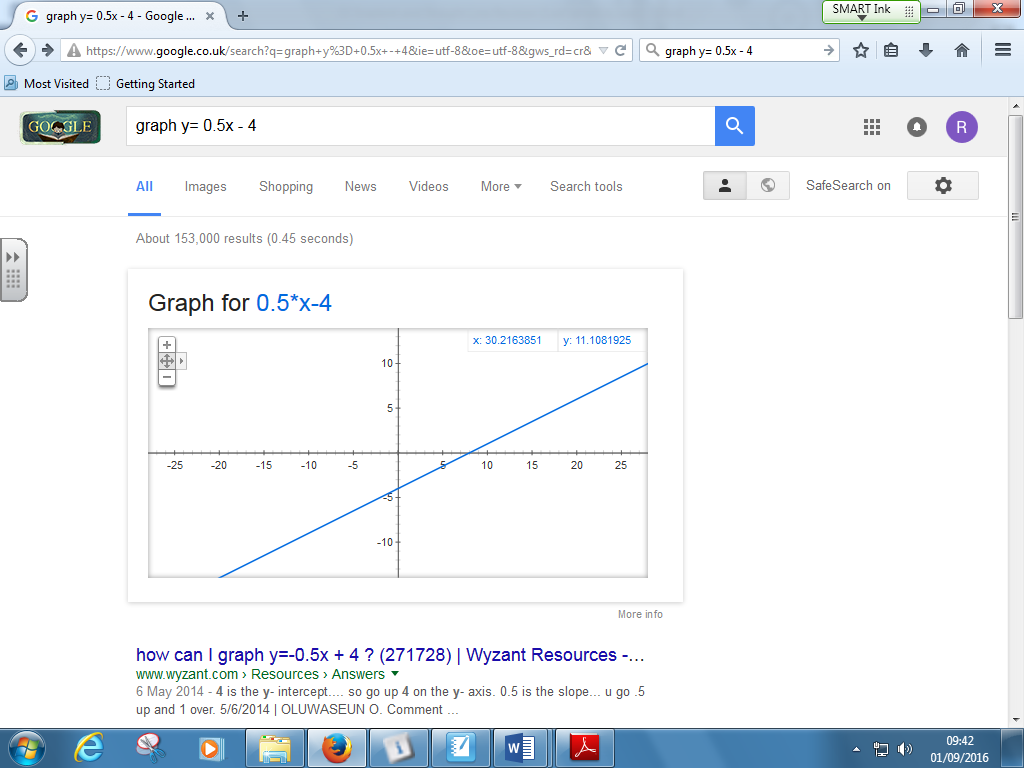 graph y= 0.5x - 4 - Google ...
SMART Ink
https://www.google.co.uk/search?q=graph+y%3D+0.5x+-+4&ie=utf-8&oe=utf-8&gws_rd=cr&
graph y= 0.5x - 4
Most Visited Getting Started
GOOGLE
graph y= 0.5x - 4
R
All Images Shopping News Videos More Search tools SafeSearch on
About 153,000 results (0.45 seconds)
Graph for 0.5*x-4
x: 30.2163851 y: 11.1081925
10
5
-25 -20 -15 -10 -5 5 10 15 20 25
-5
-10
More info
how can I graph y=-0.5x + 4 ? (271728) | Wyzant Resources -...
www.wyzant.com › Resources › Answers
6 May 2014 - 4 is the y- intercept.... so go up 4 on the y- axis. 0.5 is the slope... u go .5
up and 1 over. 5/6/2014 | OLUWASEUN O. Comment ...
09:42
01/09/2016